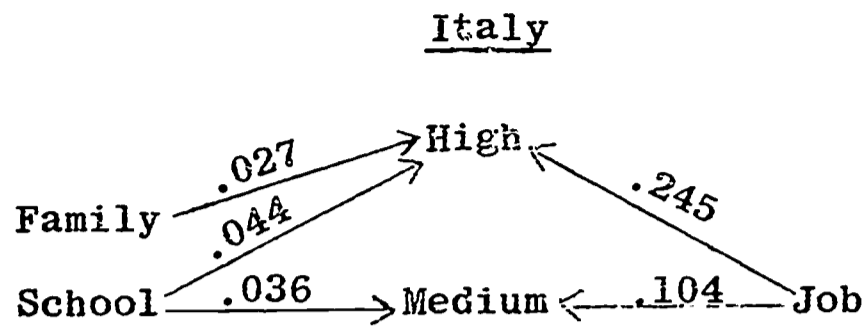 Italy
High
.027
.245
Family
.044
School .036 Medium .104 Job